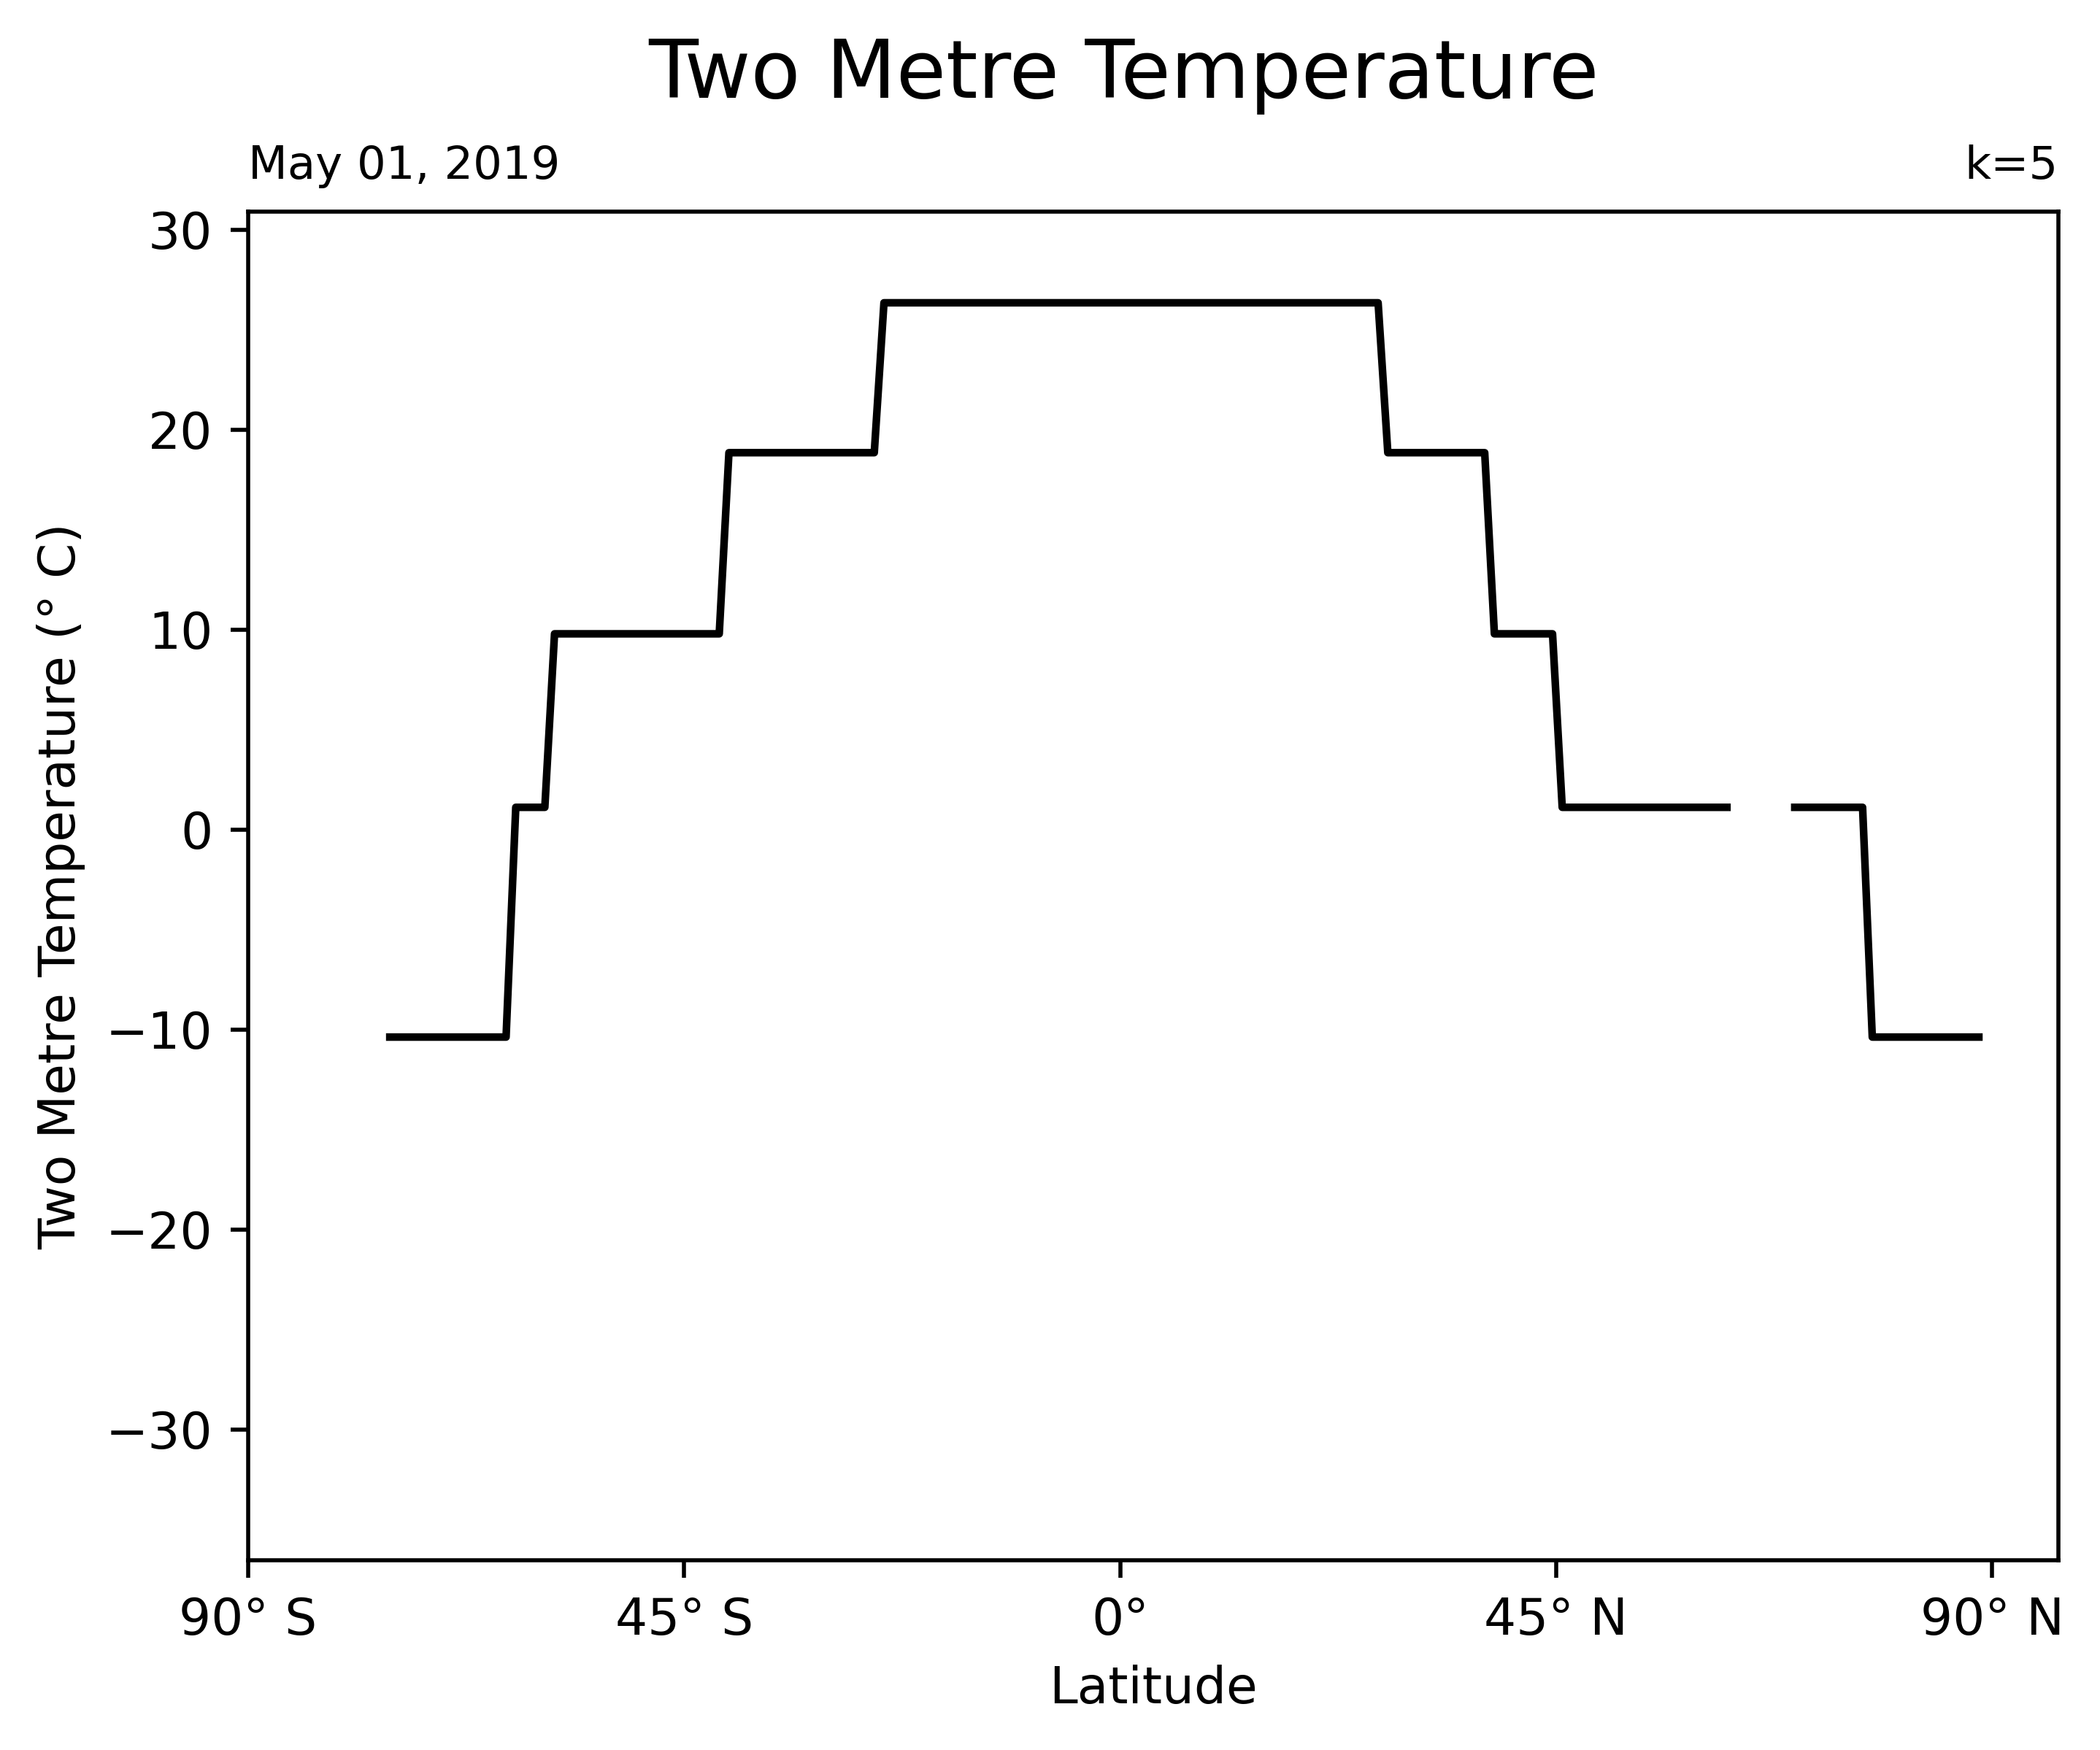 Two Metre Temperature
May 01, 2019
k=5
Two Metre Temperature (° C)
30
20
10
0
−10
−20
−30
90° S
45° S
0°
45° N
90° N
Latitude